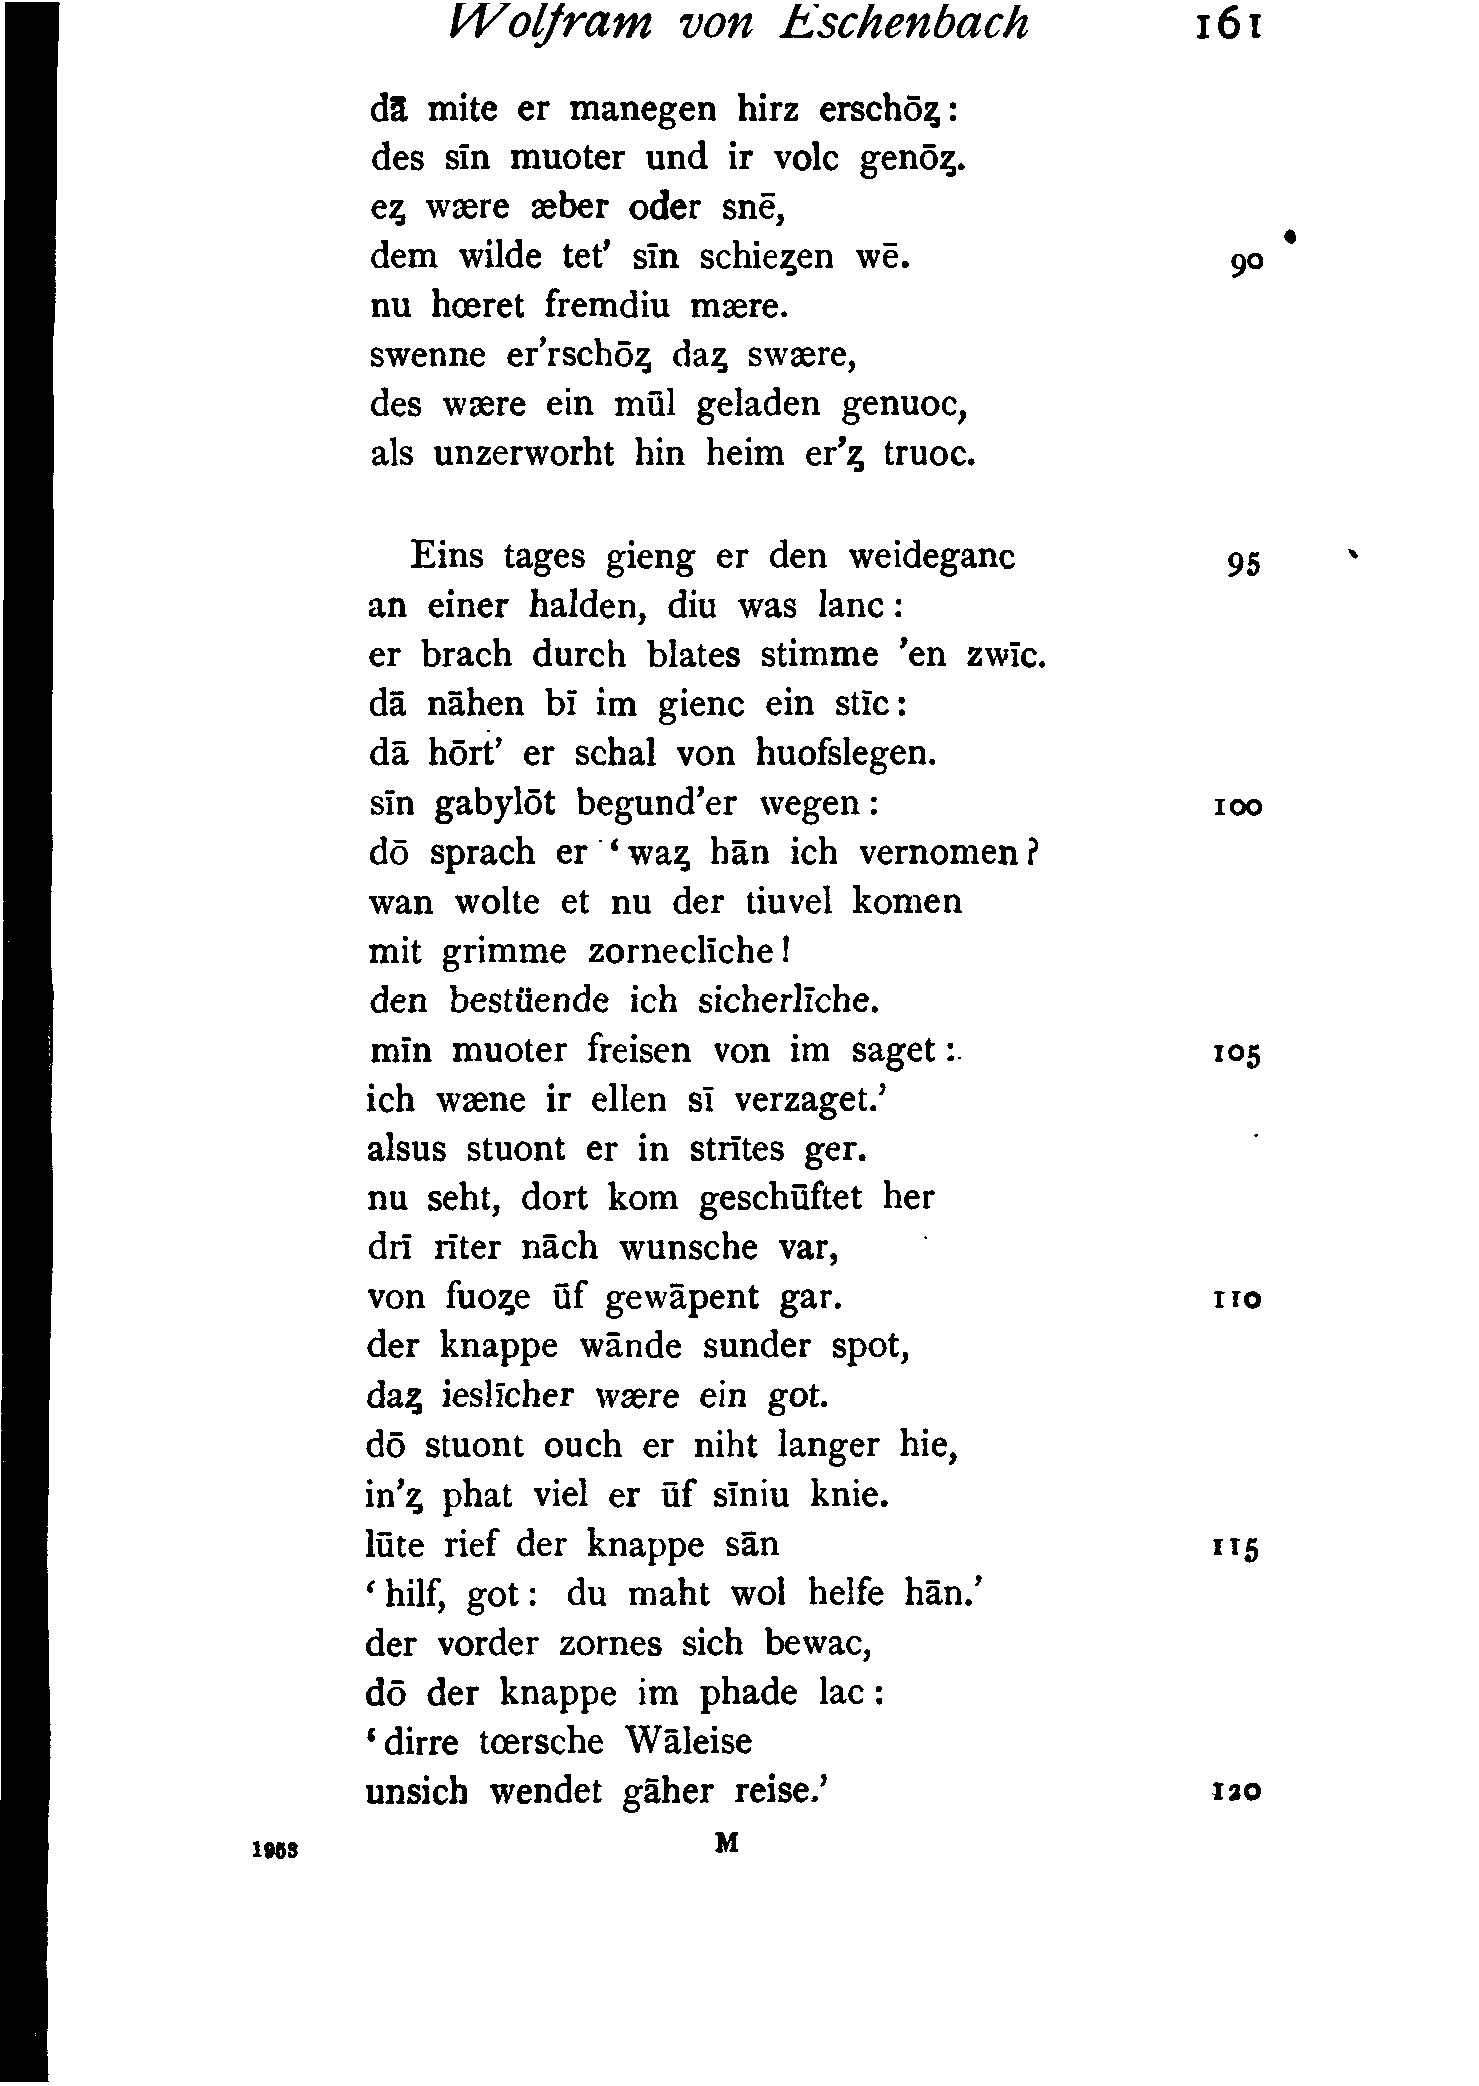 Wolfram von Eschenbach 161
dā mite er manegen hirz erschōȥ:
des sīn muoter und ir volc genōȥ.
eȥ wære æber oder snē,
dem wilde tet' sīn schieȥen wē. 90
nu hœret fremdiu mære.
swenne er'rschōȥ daȥ swære,
des wære ein mūl geladen genuoc,
als unzerworht hin heim er'ȥ truoc.
Eins tages gieng er den weideganc 95
an einer halden, diu was lanc:
er brach durch blates stimme 'en zwīc.
dā nāhen bī im gienc ein stīc:
dā hōrt' er schal von huofslegen.
sīn gabylōt begund'er wegen: 100
dō sprach er ‘waȥ hān ich vernomen?
wan wolte et nu der tiuvel komen
mit grimme zorneclīche!
den bestüende ich sicherlīche.
mīn muoter freisen von im saget: 105
ich wæne ir ellen sī verzaget.’
alsus stuont er in strītes ger.
nu seht, dort kom geschūftet her
drī rīter nāch wunsche var,
von fuoȥe ūf gewāpent gar. 110
der knappe wānde sunder spot,
daȥ ieslīcher wære ein got.
dō stuont ouch er niht langer hie,
in'ȥ phat viel er ūf sīniu knie.
lūte rief der knappe sān 115
‘hilf, got: du maht wol helfe hān.’
der vorder zornes sich bewac,
dō der knappe im phade lac:
‘dirre tœrsche Wāleise
unsich wendet gāher reise.’ 120
1953 M